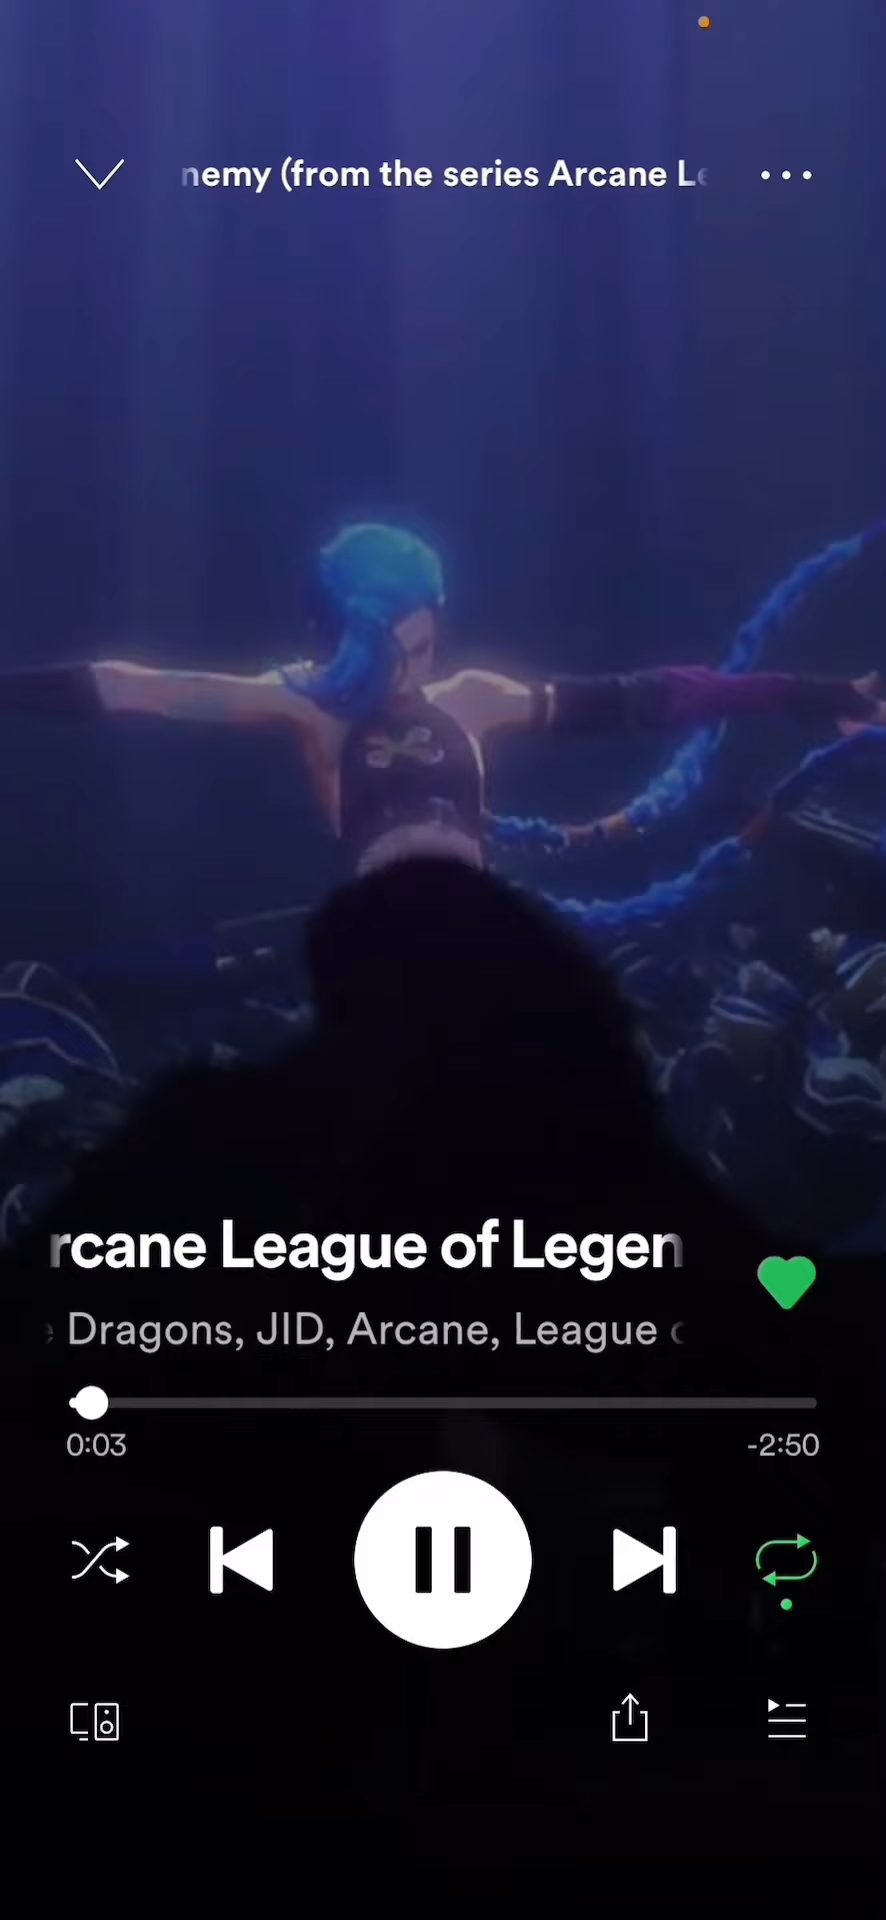 nemy (from the series Arcane Le
rcane League of Legen
Dragons, JID, Arcane, League
0:03
-2:50